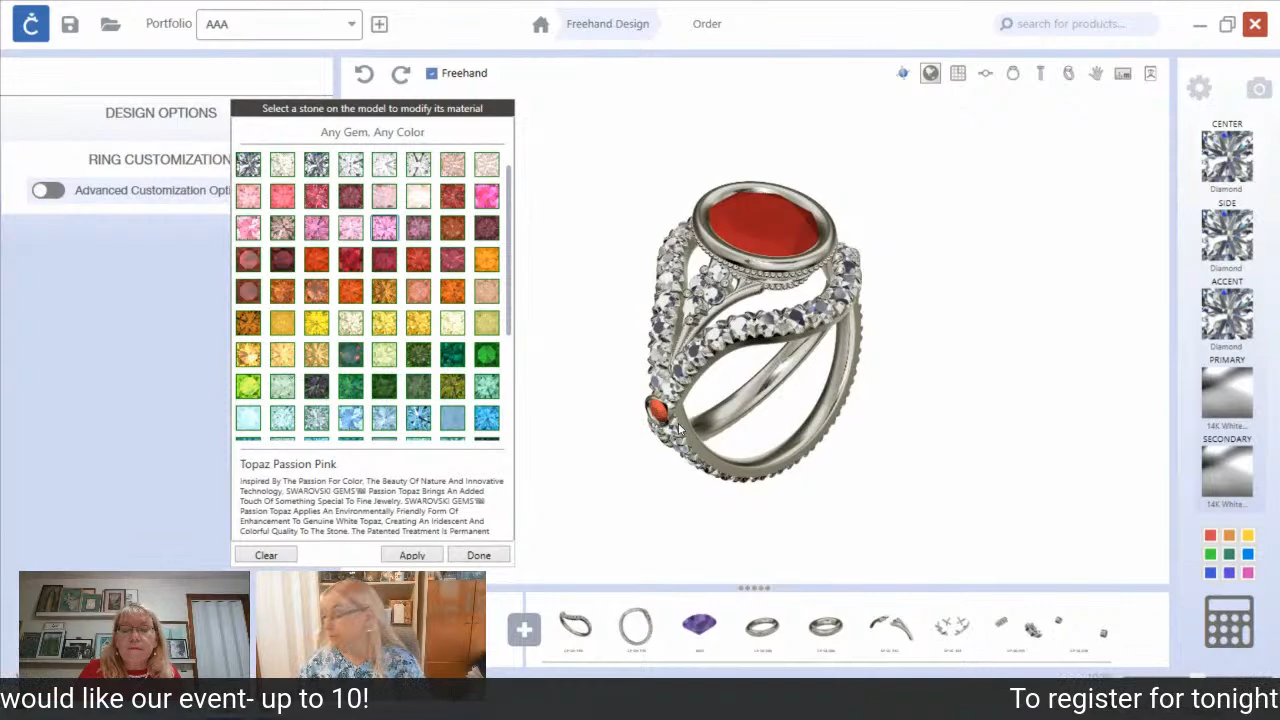 Portfolio AAA Freehand Design Order search for products...
Freehand
DESIGN OPTIONS
RING CUSTOMIZATION
Advanced Customization Opti
Select a stone on the model to modify its material
Any Gem, Any Color
Topaz Passion Pink
Inspired By The Passion For Color, The Beauty Of Nature And Innovative
Technology, SWAROVSKI GEMS Passion Topaz Brings An Added
Touch Of Something Special To Fine Jewelry. SWAROVSKI GEMS
Passion Topaz Applies An Environmentally Friendly Form Of
Enhancement To Genuine White Topaz, Creating An Iridescent And
Colorful Quality To The Stone. The Patented Treatment Is Permanent
Clear Apply Done
CENTER
Diamond
SIDE
Diamond
ACCENT
Diamond
PRIMARY
14K White...
SECONDARY
14K White...
would like our event- up to 10! To register for tonight